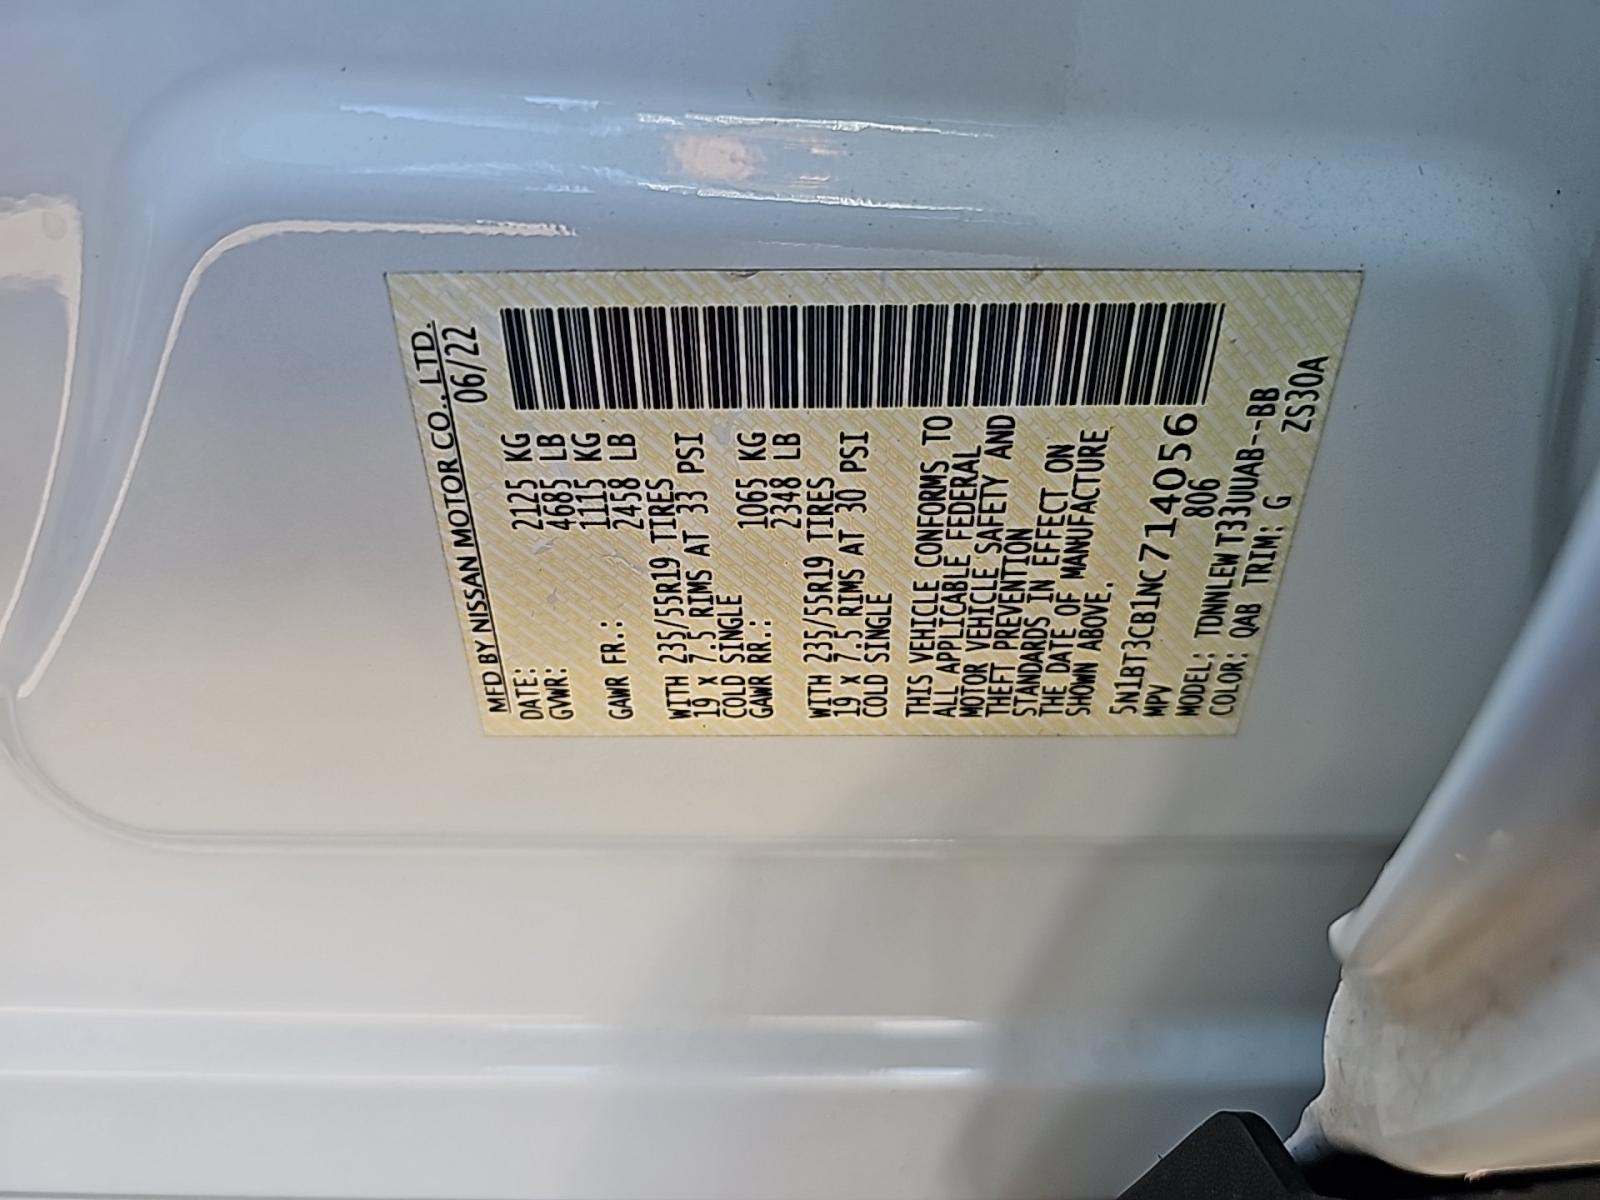 MFD BY NISSAN MOTOR CO., LTD.
DATE: 06/22
GVWR: 2125 KG
4685 LB
GAWR FR.: 1115 KG
2458 LB
WITH 235/55R19 TIRES
19 X 7.5 RIMS AT 33 PSI
COLD SINGLE
GAWR RR.: 1065 KG
2348 LB
WITH 235/55R19 TIRES
19 X 7.5 RIMS AT 30 PSI
COLD SINGLE
THIS VEHICLE CONFORMS TO
ALL APPLICABLE FEDERAL
MOTOR VEHICLE SAFETY AND
THEFT PREVENTION
STANDARDS IN EFFECT ON
THE DATE OF MANUFACTURE
SHOWN ABOVE.
5N1BT3CB1NC714056
MPV 806
MODEL: TDNNLEW T33UUAB--BB
COLOR: QAB TRIM: G ZS30A